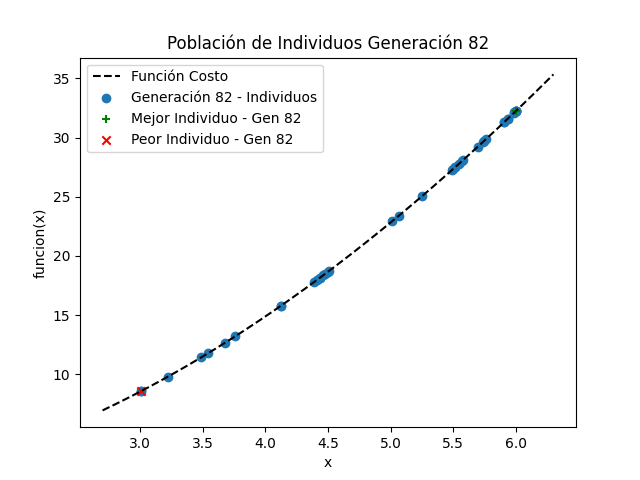 Población de Individuos Generación 82
Función Costo
Generación 82 - Individuos
Mejor Individuo - Gen 82
Peor Individuo - Gen 82
funcion(x)
35
30
25
20
15
10
3.0 3.5 4.0 4.5 5.0 5.5 6.0
x